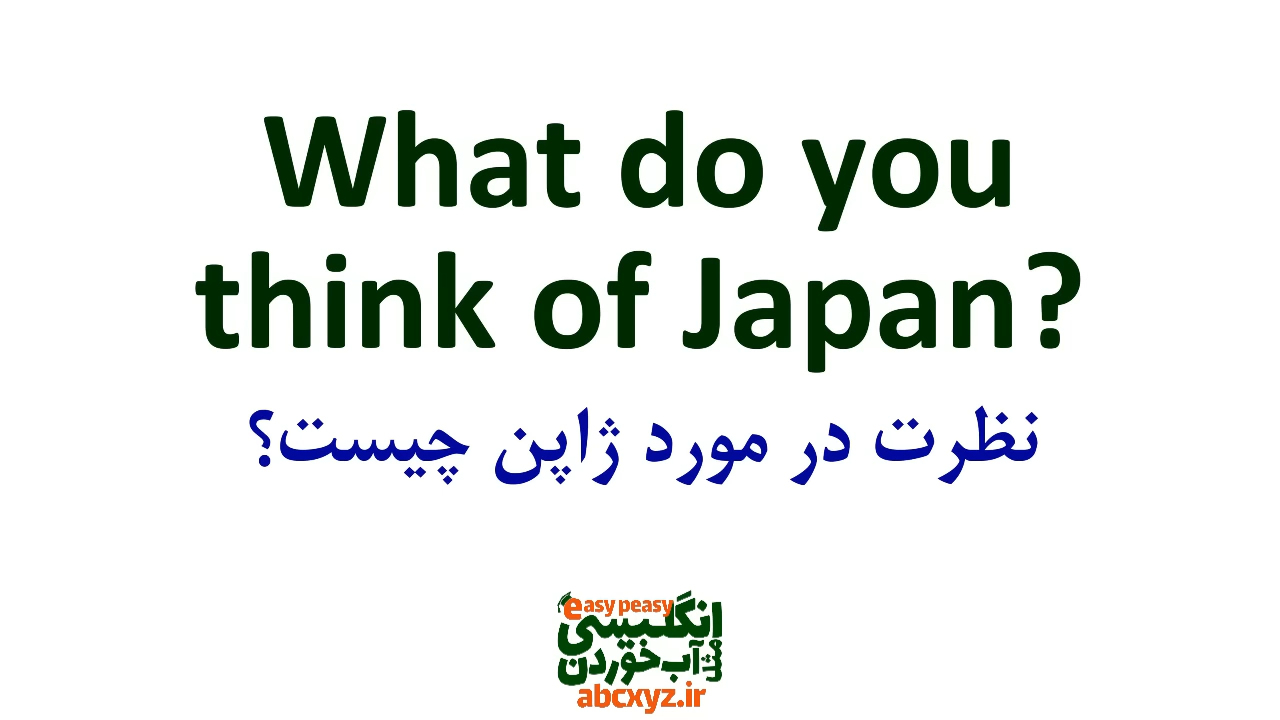 What do you
think of Japan?
نظرت در مورد ژاپن چیست؟
easy peasy
انگلیسی
مثل آب خوردن
abcxyz.ir